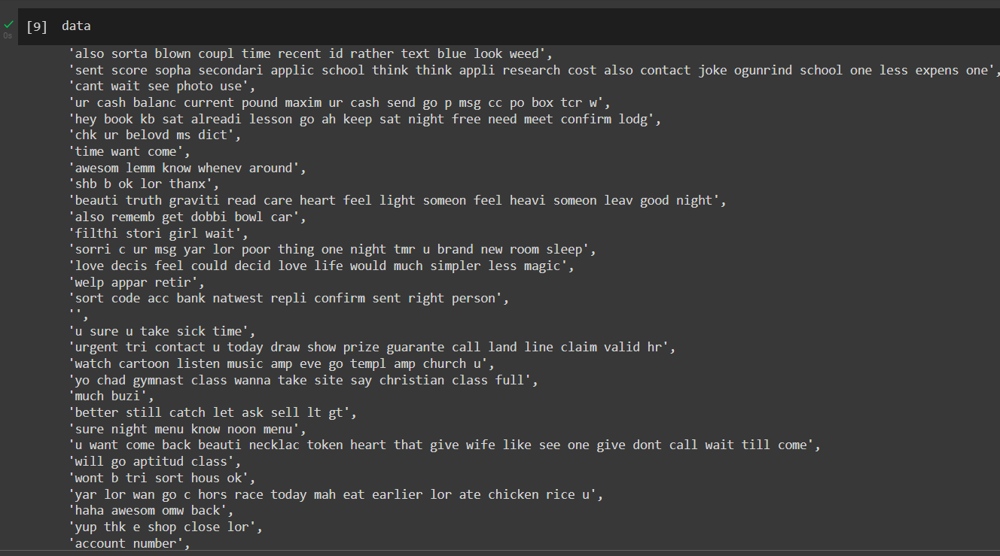 [9] data
0s
'also sorta blown coupl time recent id rather text blue look weed',
'sent score sopha secondari applic school think think appli research cost also contact joke ogunrind school one less expens one',
'cant wait see photo use',
'ur cash balanc current pound maxim ur cash send go p msg cc po box tcr w',
'hey book kb sat alreadi lesson go ah keep sat night free need meet confirm lodg',
'chk ur belovd ms dict',
'time want come',
'awesom lemm know whenev around',
'shb b ok lor thanx',
'beauti truth graviti read care heart feel light someon feel heavi someon leav good night',
'also rememb get dobbi bowl car',
'filthi stori girl wait',
'sorri c ur msg yar lor poor thing one night tmr u brand new room sleep',
'love decis feel could decid love life would much simpler less magic',
'welp appar retir',
'sort code acc bank natwest repli confirm sent right person',
'',
'u sure u take sick time',
'urgent tri contact u today draw show prize guarante call land line claim valid hr',
'watch cartoon listen music amp eve go templ amp church u',
'yo chad gymnast class wanna take site say christian class full',
'much buzi',
'better still catch let ask sell lt gt',
'sure night menu know noon menu',
'u want come back beauti necklac token heart that give wife like see one give dont call wait till come',
'will go aptitud class',
'wont b tri sort hous ok',
'yar lor wan go c hors race today mah eat earlier lor ate chicken rice u',
'haha awesom omw back',
'yup thk e shop close lor',
'account number',